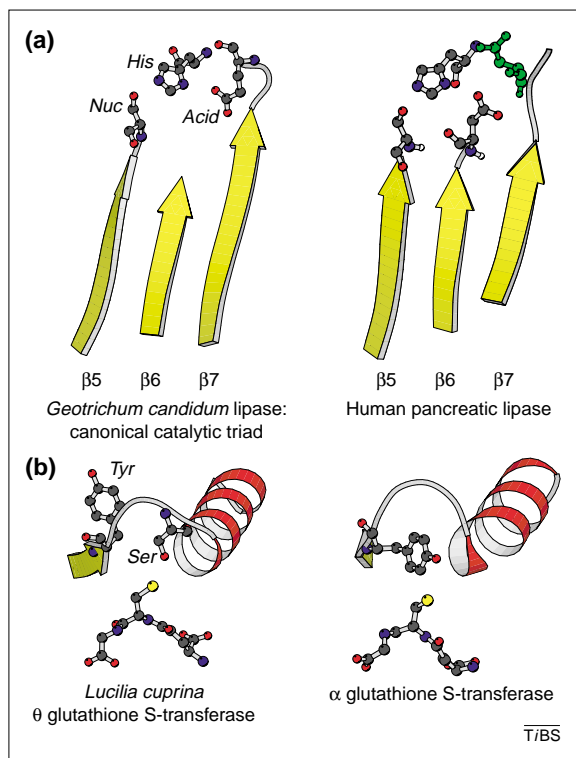 (a)
His
Nuc
Acid
β5 β6 β7
β5 β6 β7
Geotrichum candidum lipase:
canonical catalytic triad
Human pancreatic lipase
(b)
Tyr
Ser
Lucilia cuprina
θ glutathione S-transferase
α glutathione S-transferase
TiBS